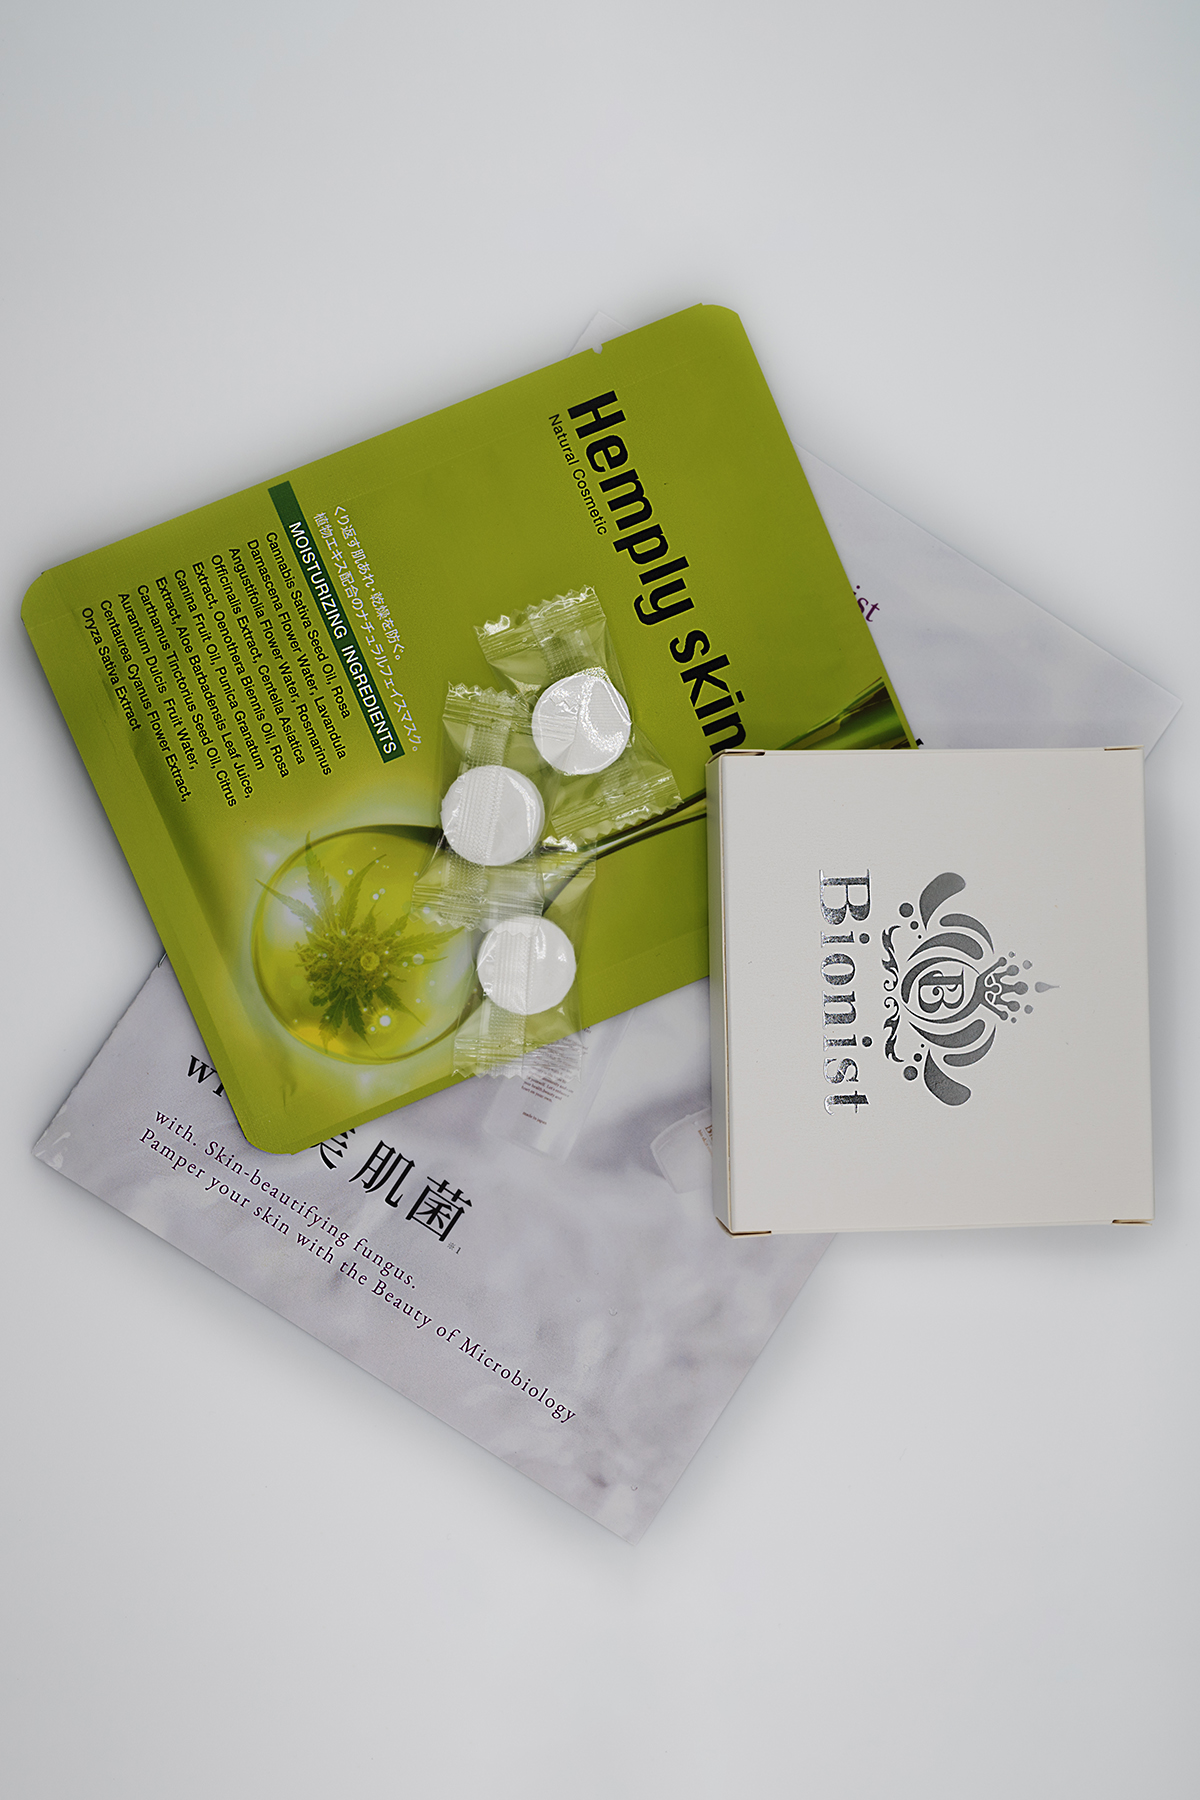 Hemply skin
Natural Cosmetic
くり返す肌あれ・乾燥を防ぐ。
植物エキス配合のナチュラルフェイスマスク。
MOISTURIZING INGREDIENTS
Cannabis Sativa Seed Oil, Rosa
Damascena Flower Water, Lavandula
Angustifolia Flower Water, Rosmarinus
Officinalis Extract, Centella Asiatica
Extract, Oenothera Biennis Oil, Rosa
Canina Fruit Oil, Punica Granatum
Extract, Aloe Barbadensis Leaf Juice,
Carthamus Tinctorius Seed Oil, Citrus
Aurantium Dulcis Fruit Water,
Centaurea Cyanus Flower Extract,
Oryza Sativa Extract
B
Bionist
ist
美肌菌
※1
with. Skin-beautifying fungus.
Pamper your skin with the Beauty of Microbiology